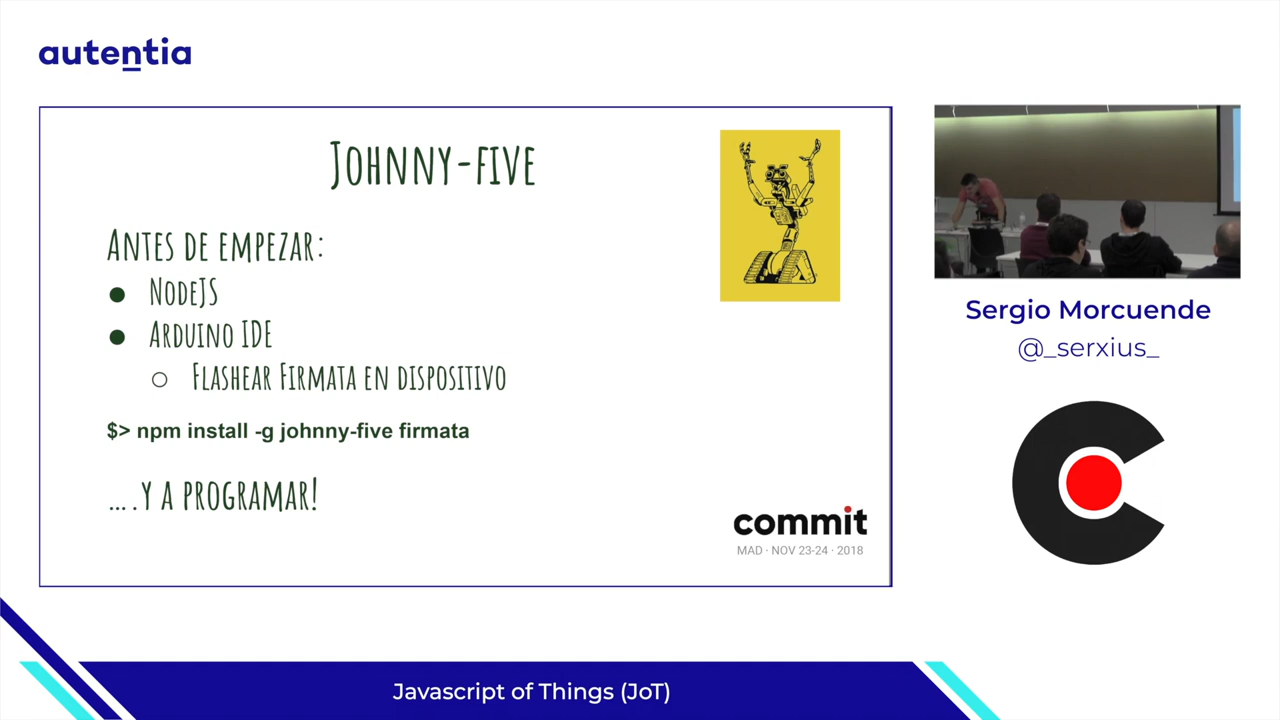 autentia
Johnny-five
Antes de empezar:
● NodeJS
● Arduino IDE
○ Flashear Firmata en dispositivo
$> npm install -g johnny-five firmata
....y a programar!
commit
MAD · NOV 23-24 · 2018
Sergio Morcuende
@_serxius_
Javascript of Things (JoT)